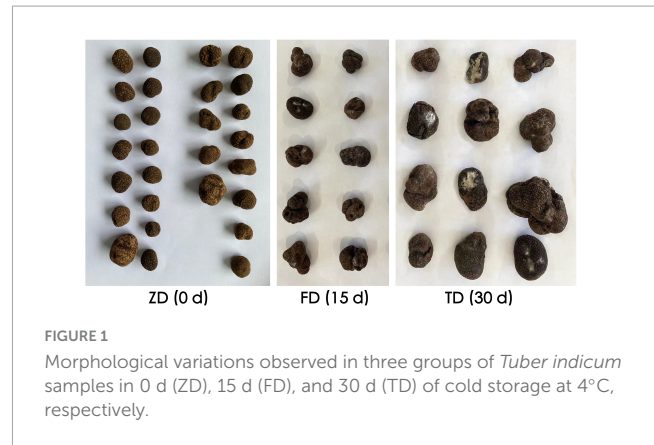 ZD (0 d) FD (15 d) TD (30 d)
FIGURE 1
Morphological variations observed in three groups of Tuber indicum
samples in 0 d (ZD), 15 d (FD), and 30 d (TD) of cold storage at 4°C,
respectively.